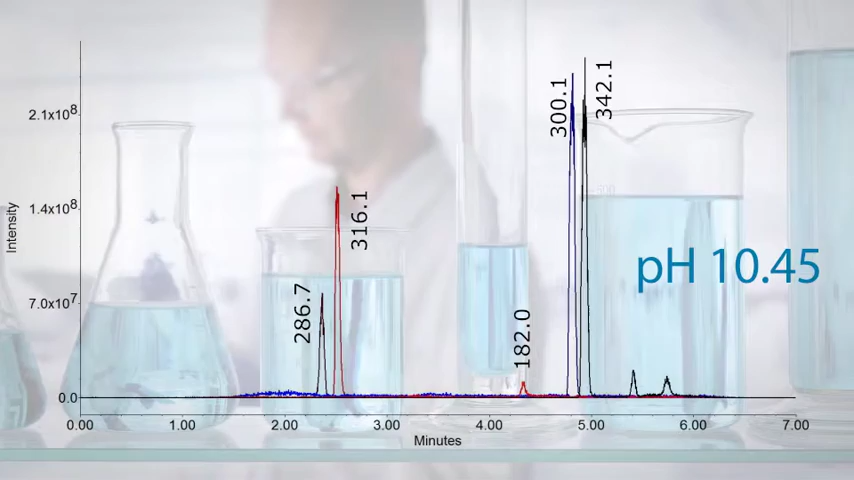 2.1x10⁸
1.4x10⁸
7.0x10⁷
0.0
Intensity
286.7
316.1
182.0
300.1
342.1
pH 10.45
0.00 1.00 2.00 3.00 4.00 5.00 6.00 7.00
Minutes